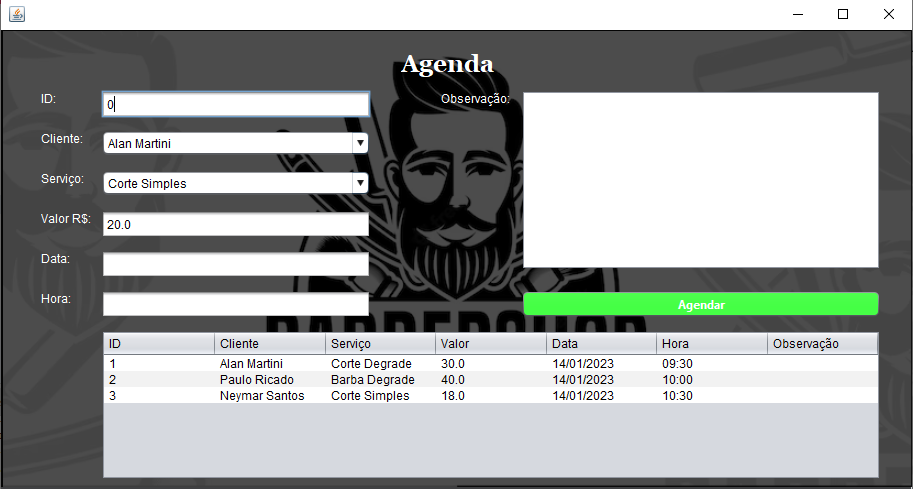 Agenda
ID: 0
Observação:
Cliente: Alan Martini
Serviço: Corte Simples
Valor R$: 20.0
Data:
Hora:
Agendar
BARBERSHOP
ID Cliente Serviço Valor Data Hora Observação
1 Alan Martini Corte Degrade 30.0 14/01/2023 09:30
2 Paulo Ricado Barba Degrade 40.0 14/01/2023 10:00
3 Neymar Santos Corte Simples 18.0 14/01/2023 10:30